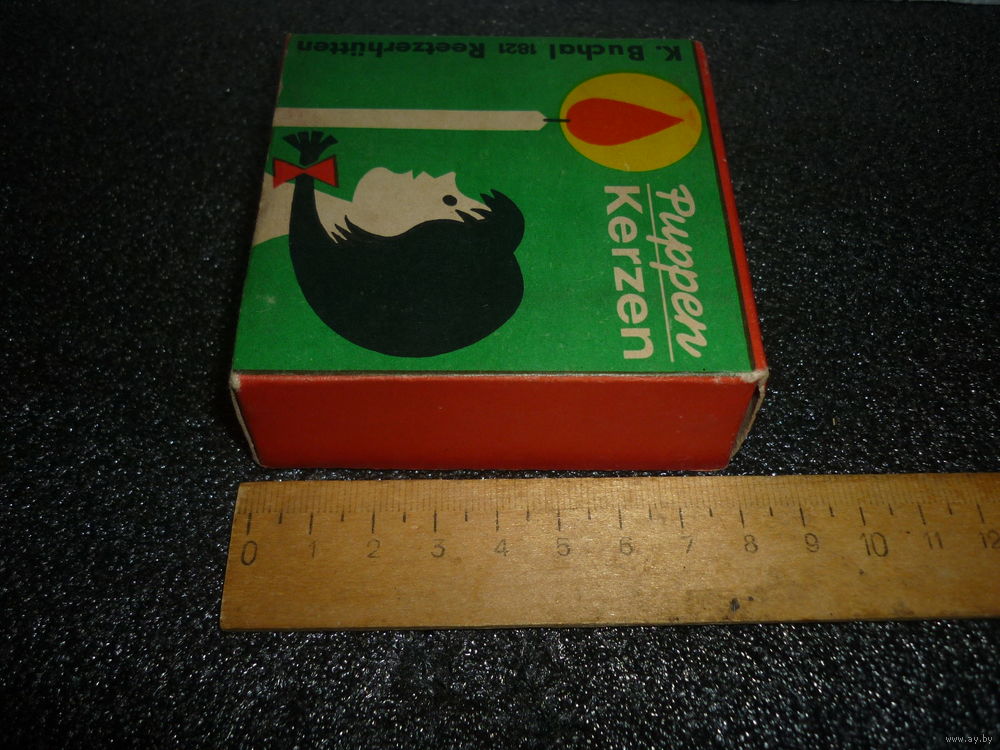 Puppen
Kerzen
K. Buchal 1821 Reetzerhütten
0 1 2 3 4 5 6 7 8 9 10 11 12
www.ay.by